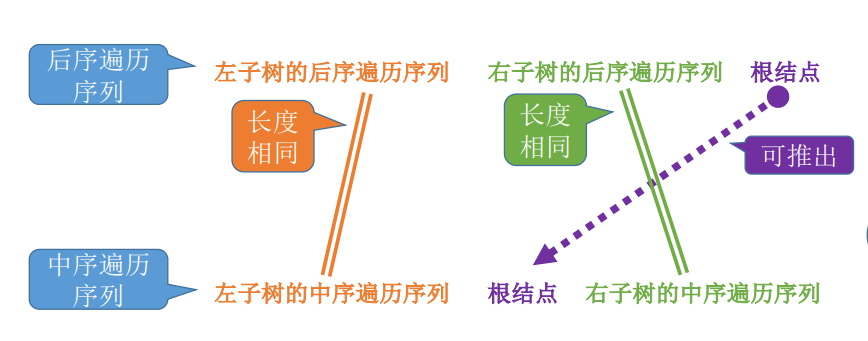 后序遍历
序列
左子树的后序遍历序列
右子树的后序遍历序列
根结点
长度
相同
长度
相同
可推出
中序遍历
序列
左子树的中序遍历序列
根结点
右子树的中序遍历序列